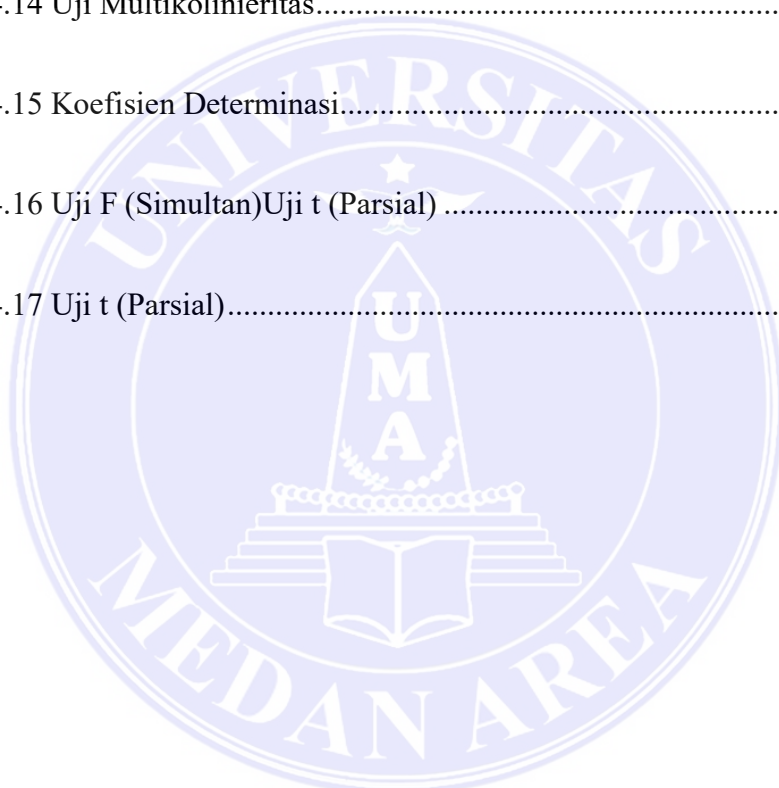 .14 Uji Multikolinieritas
.15 Koefisien Determinasi
.16 Uji F (Simultan)Uji t (Parsial)
.17 Uji t (Parsial)
UNIVERSITAS
UMA
MEDAN AREA